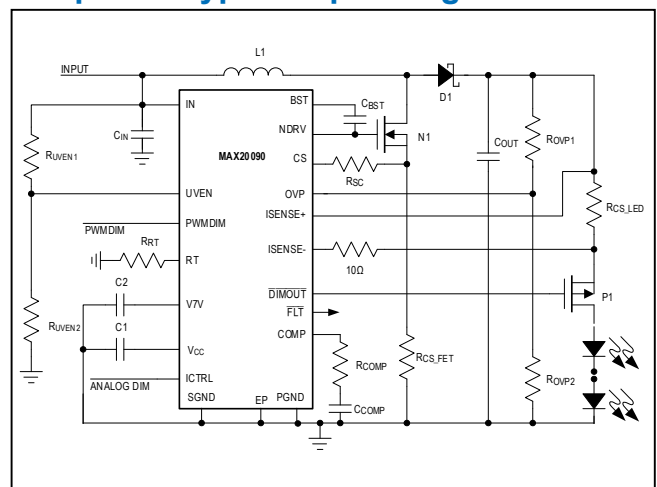 L1
INPUT
D1
IN
BST
CBST
CIN
NDRV
N1
RUVEN1
MAX20090
CS
COUT
ROVP1
RSC
UVEN
OVP
ISENSE+
RCS_LED
PWMDIM
PWMDIM
RRT
ISENSE-
RT
10Ω
C2
DIMOUT
P1
V7V
FLT
RUVEN2
C1
COMP
VCC
RCOMP
RCS_FET
ROVP2
ANALOG DIM
ICTRL
SGND
EP
PGND
CCOMP